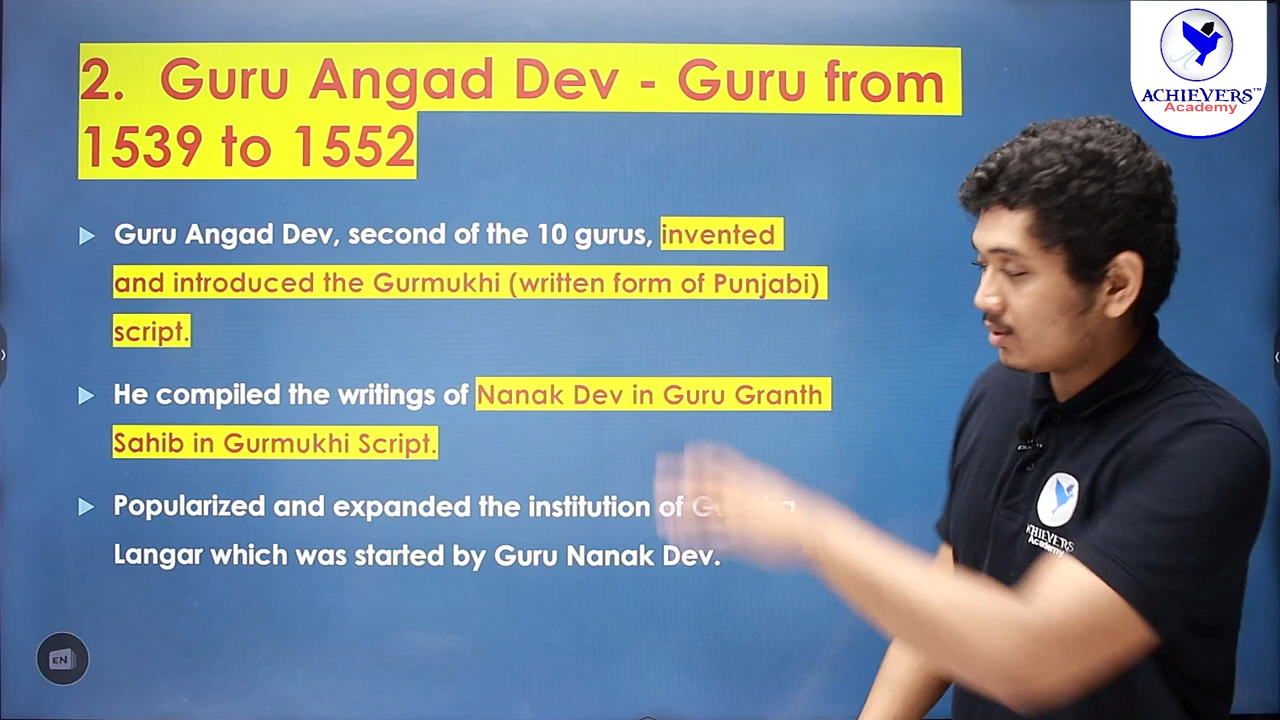 2. Guru Angad Dev - Guru from
1539 to 1552
Guru Angad Dev, second of the 10 gurus, invented
and introduced the Gurmukhi (written form of Punjabi)
script.
He compiled the writings of Nanak Dev in Guru Granth
Sahib in Gurmukhi Script.
Popularized and expanded the institution of
Langar which was started by Guru Nanak Dev.
EN
ACHIEVERS™
Academy
ACHIEVERS
Academy